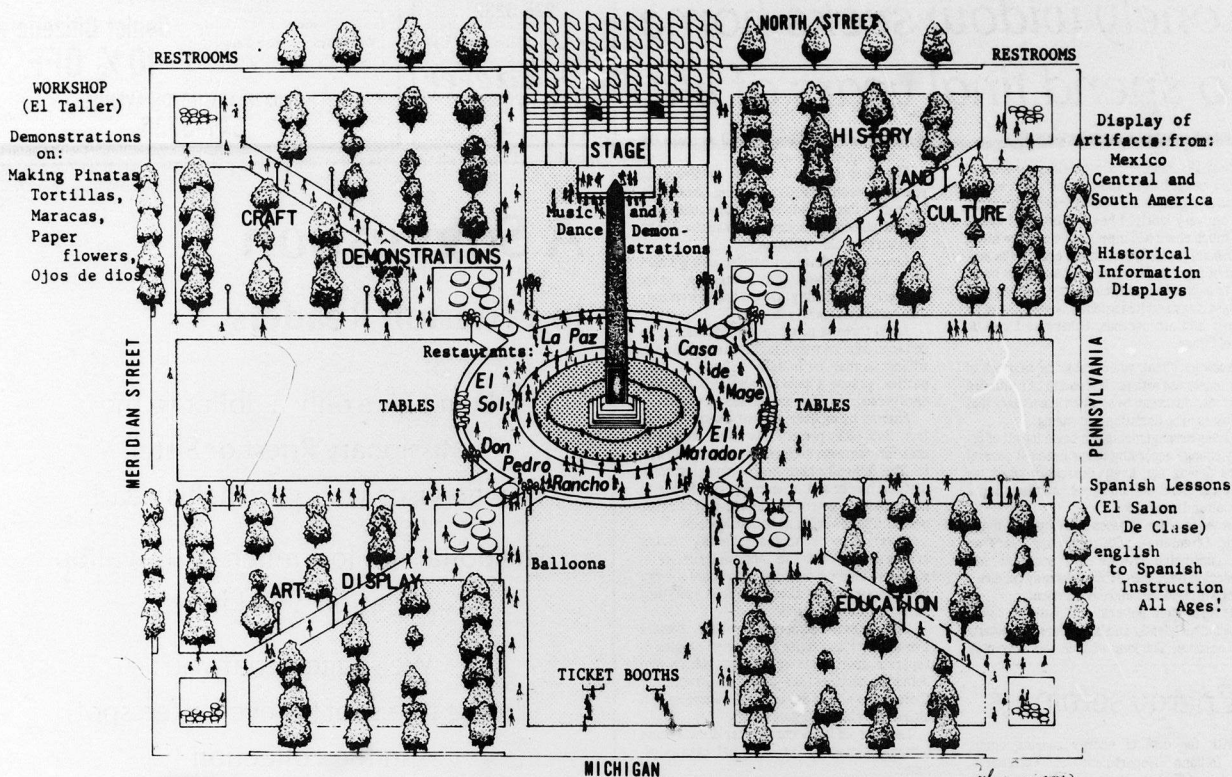 NORTH STREET
RESTROOMS
RESTROOMS
WORKSHOP
(El Taller)
Demonstrations
on:
Making Pinatas
Tortillas,
Maracas,
Paper
flowers,
Ojos de dios
CRAFT
DEMONSTRATIONS
STAGE
Music and
Dance Demon-
strations
HISTORY
AND
CULTURE
Display of
Artifacts:from:
Mexico
Central and
South America
Historical
Information
Displays
MERIDIAN STREET
Restaurants:
La Paz
Casa
de
Mage
El
Sol
El
Matador
Don
Pedro
Rancho
TABLES
TABLES
PENNSYLVANIA
Balloons
ART DISPLAY
EDUCATION
Spanish Lessons
(El Salon
De Clase)
english
to Spanish
Instruction
All Ages!
TICKET BOOTHS
MICHIGAN